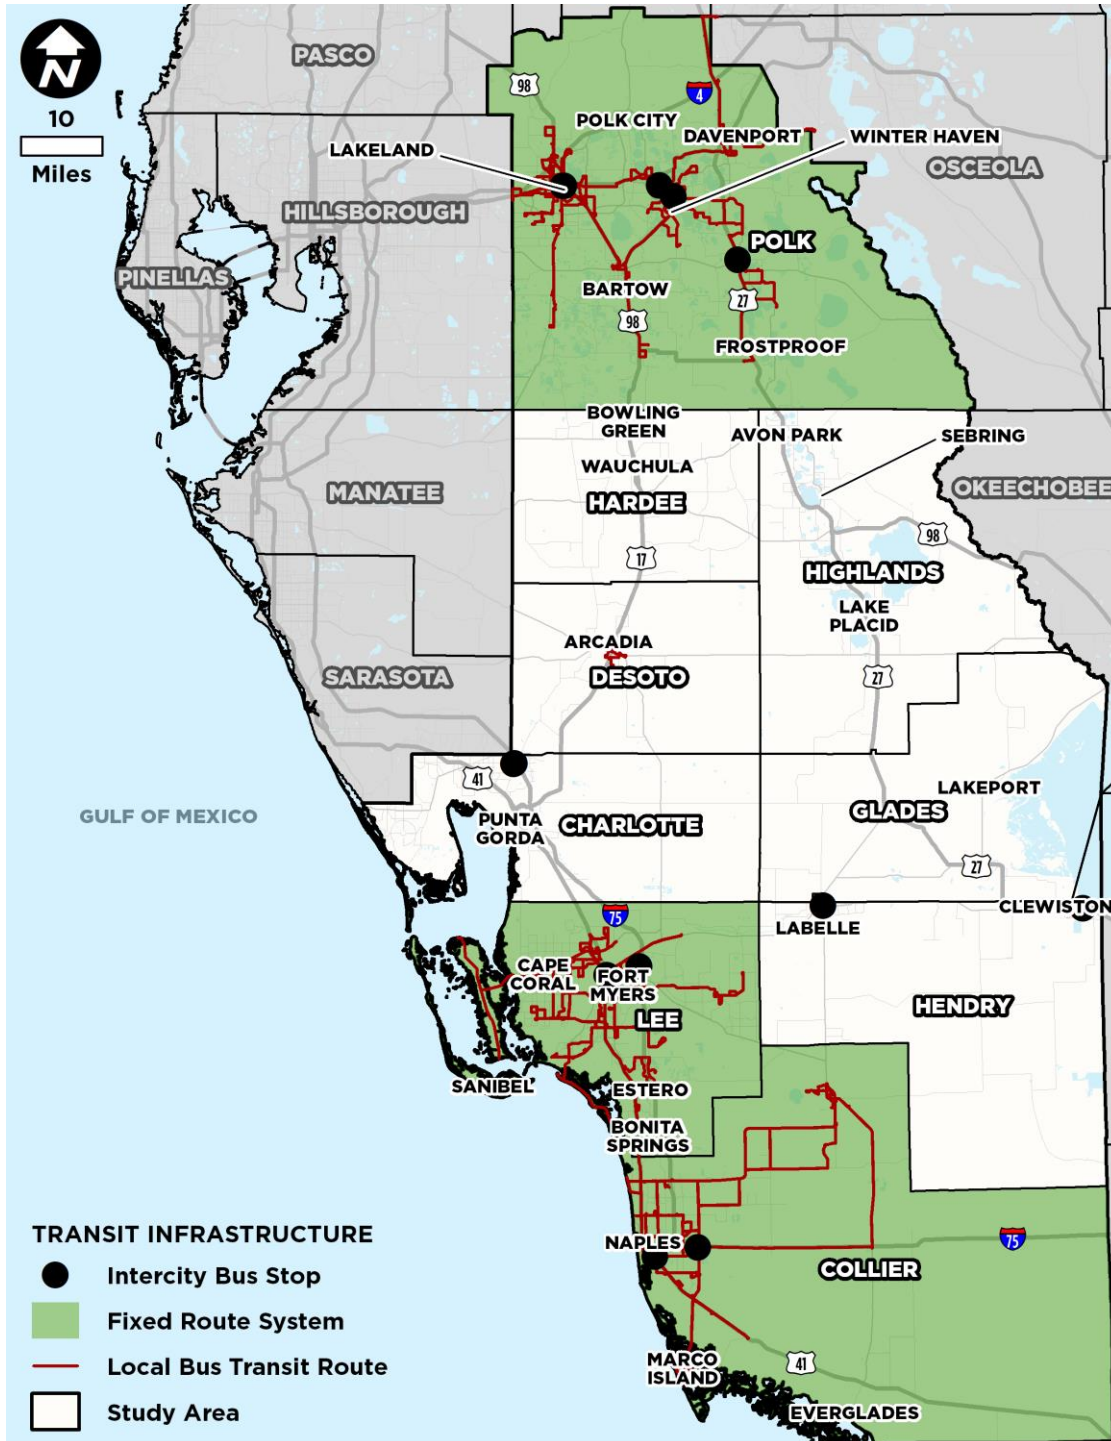 N
10
Miles
PASCO
98
4
POLK CITY
DAVENPORT
WINTER HAVEN
LAKELAND
OSCEOLA
HILLSBOROUGH
POLK
PINELLAS
BARTOW
27
98
FROSTPROOF
BOWLING
GREEN
AVON PARK
SEBRING
WAUCHULA
MANATEE
HARDEE
OKEECHOBEE
98
17
HIGHLANDS
LAKE
PLACID
ARCADIA
SARASOTA
DESOTO
27
41
LAKEPORT
GULF OF MEXICO
PUNTA
GORDA
CHARLOTTE
GLADES
27
75
CLEWISTON
LABELLE
CAPE
CORAL
FORT
MYERS
HENDRY
LEE
SANIBEL
ESTERO
BONITA
SPRINGS
NAPLES
75
COLLIER
MARCO
ISLAND
41
EVERGLADES
TRANSIT INFRASTRUCTURE
Intercity Bus Stop
Fixed Route System
Local Bus Transit Route
Study Area